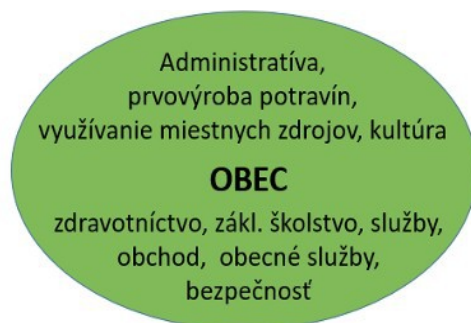 Administratíva,
prvovýroba potravín,
využívanie miestnych zdrojov, kultúra
OBEC
zdravotníctvo, zákl. školstvo, služby,
obchod, obecné služby,
bezpečnosť